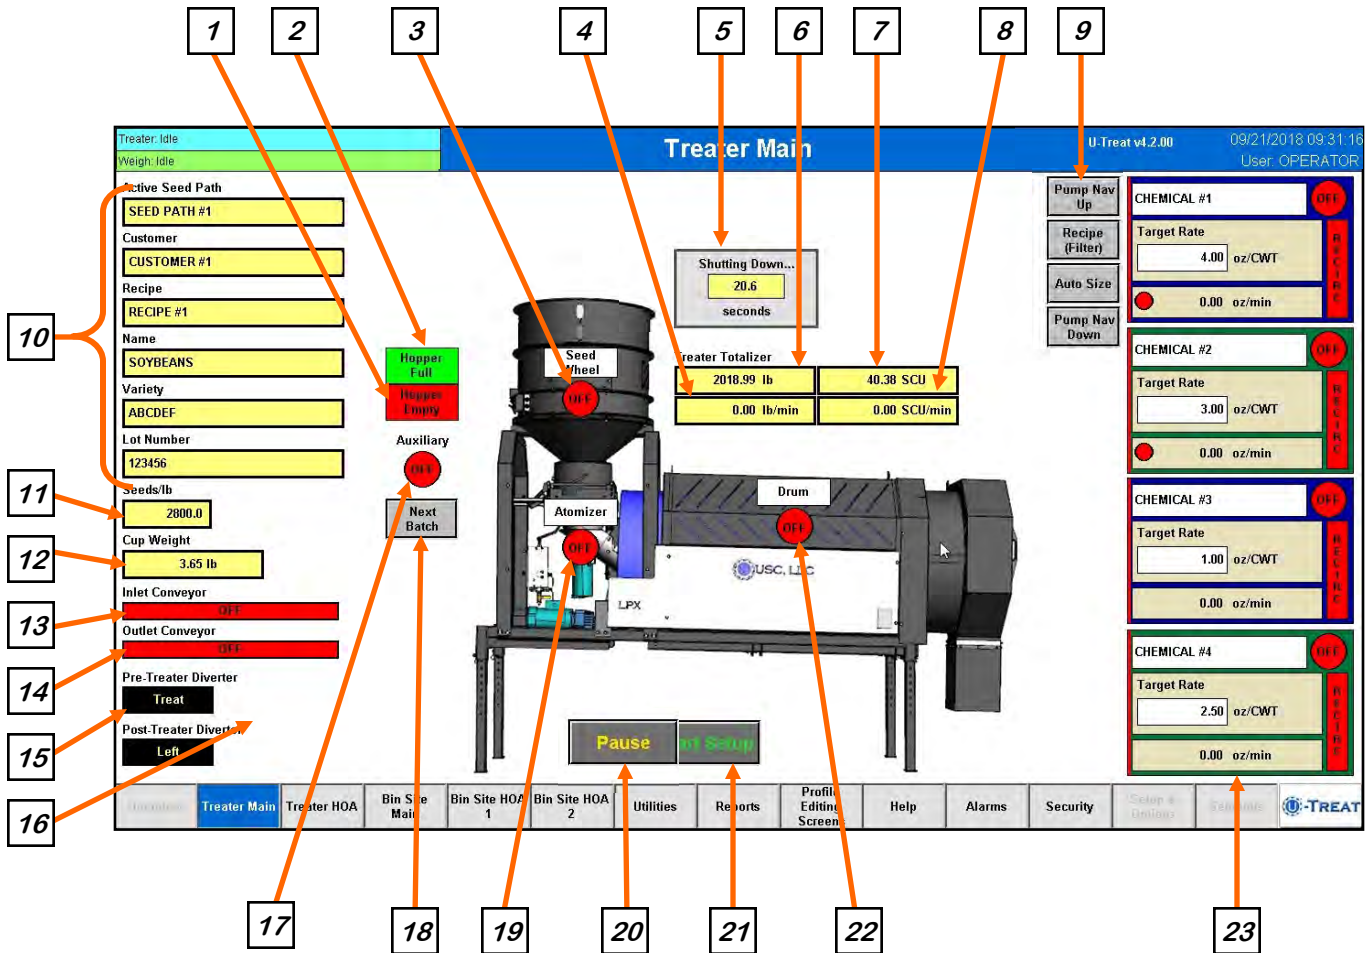 1 2 3 4 5 6 7 8 9
Treater: Idle
Weigh: Idle
Treater Main
U-Treat v4.2.00
09/21/2018 09:31:16
User: OPERATOR
Active Seed Path
SEED PATH #1
Customer
CUSTOMER #1
Recipe
RECIPE #1
Name
SOYBEANS
Variety
ABCDEF
Lot Number
123456
Seeds/lb
2800.0
Cup Weight
3.65 lb
Inlet Conveyor
OFF
Outlet Conveyor
OFF
Pre-Treater Diverter
Treat
Post-Treater Diverter
Left
10
11
12
13
14
15
16
Hopper
Full
Hopper
Empty
Auxiliary
OFF
Next
Batch
Seed
Wheel
OFF
Atomizer
OFF
Drum
OFF
USC, LLC
LPX
Shutting Down...
20.6
seconds
Treater Totalizer
2018.99 lb
40.38 SCU
0.00 lb/min
0.00 SCU/min
Pump Nav
Up
Recipe
(Filter)
Auto Size
Pump Nav
Down
CHEMICAL #1
OFF
Target Rate
4.00 oz/CWT
0.00 oz/min
RECIRC
CHEMICAL #2
OFF
Target Rate
3.00 oz/CWT
0.00 oz/min
RECIRC
CHEMICAL #3
OFF
Target Rate
1.00 oz/CWT
0.00 oz/min
RECIRC
CHEMICAL #4
OFF
Target Rate
2.50 oz/CWT
0.00 oz/min
RECIRC
Pause
Setup
Treater Main
Treater HOA
Bin Site
Main
Bin Site HOA
1
Bin Site HOA
2
Utilities
Reports
Profile
Editing
Screens
Help
Alarms
Security
Setup &
Options
U-TREAT
17 18 19 20 21 22 23